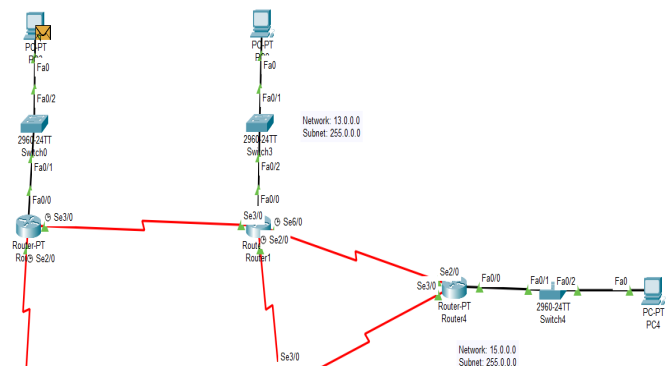 PC-PT
Fa0
Fa0/2
2960-24TT
Switch0
Fa0/1
Fa0/0
Se3/0
Router-PT
Se2/0
PC-PT
Fa0
Fa0/1
2960-24TT
Switch3
Fa0/2
Fa0/0
Se3/0
Se6/0
Se2/0
Router1
Network: 13.0.0.0
Subnet: 255.0.0.0
Se2/0
Se3/0
Fa0/0
Router-PT
Router4
Fa0/1
Fa0/2
2960-24TT
Switch4
Fa0
PC-PT
PC4
Se3/0
Network: 15.0.0.0
Subnet: 255.0.0.0